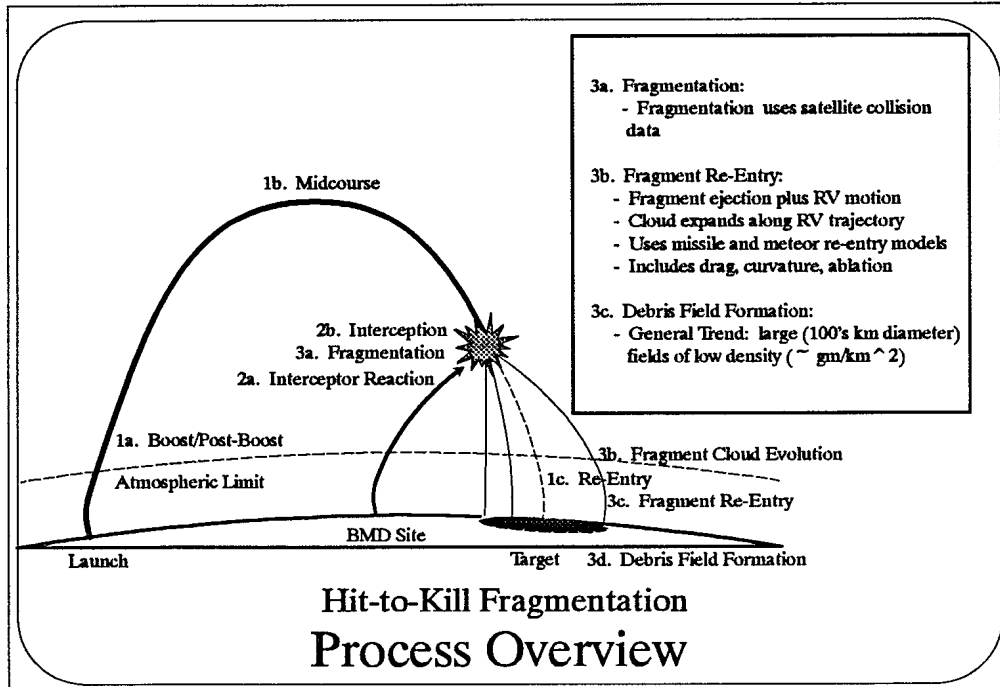 3a. Fragmentation:
- Fragmentation uses satellite collision
data
3b. Fragment Re-Entry:
- Fragment ejection plus RV motion
- Cloud expands along RV trajectory
- Uses missile and meteor re-entry models
- Includes drag, curvature, ablation
3c. Debris Field Formation:
- General Trend: large (100's km diameter)
fields of low density ( ~ gm/km^2)
1b. Midcourse
2b. Interception
3a. Fragmentation
2a. Interceptor Reaction
1a. Boost/Post-Boost
3b. Fragment Cloud Evolution
Atmospheric Limit
1c. Re-Entry
3c. Fragment Re-Entry
BMD Site
Launch
Target
3d. Debris Field Formation
Hit-to-Kill Fragmentation
Process Overview